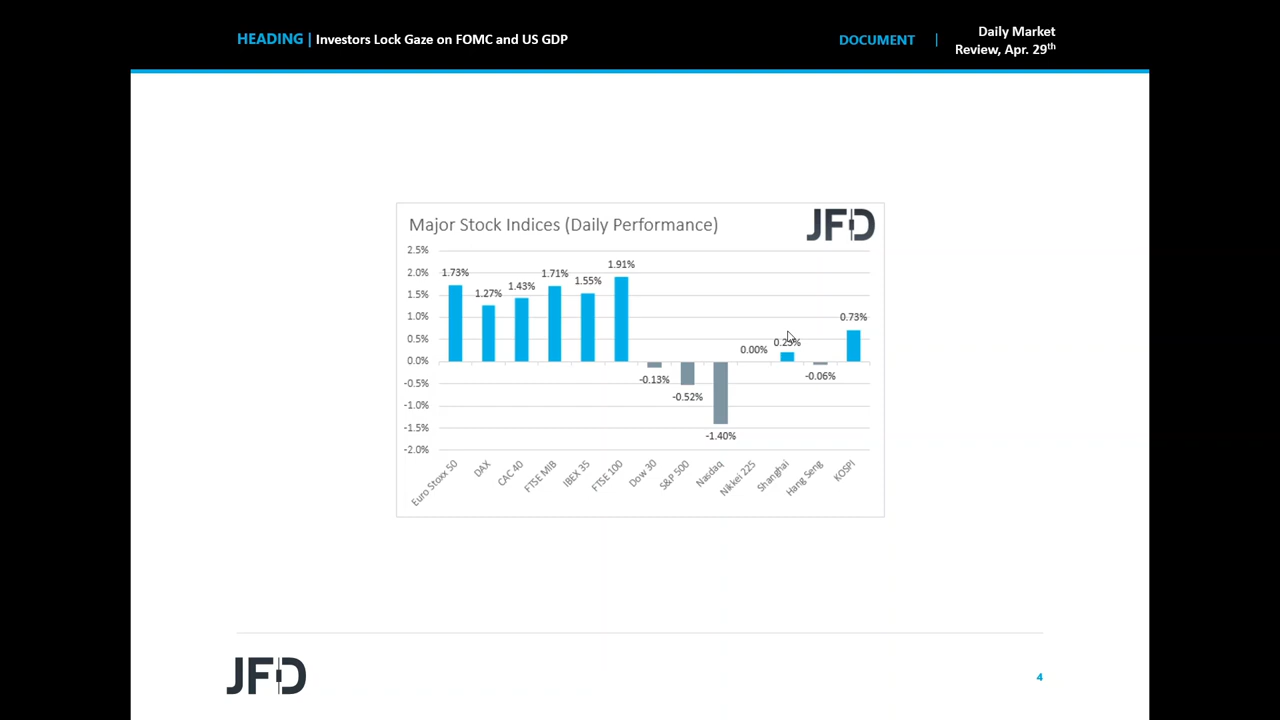 HEADING | Investors Lock Gaze on FOMC and US GDP
DOCUMENT | Daily Market
Review, Apr. 29th
Major Stock Indices (Daily Performance)
JFD
2.5%
2.0%
1.5%
1.0%
0.5%
0.0%
-0.5%
-1.0%
-1.5%
-2.0%
1.73%
1.27%
1.43%
1.71%
1.55%
1.91%
-0.13%
-0.52%
-1.40%
0.00%
0.23%
-0.06%
0.73%
Euro Stoxx 50
DAX
CAC 40
FTSE MIB
IBEX 35
FTSE 100
Dow 30
S&P 500
Nasdaq
Nikkei 225
Shanghai
Hang Seng
KOSPI
JFD
4